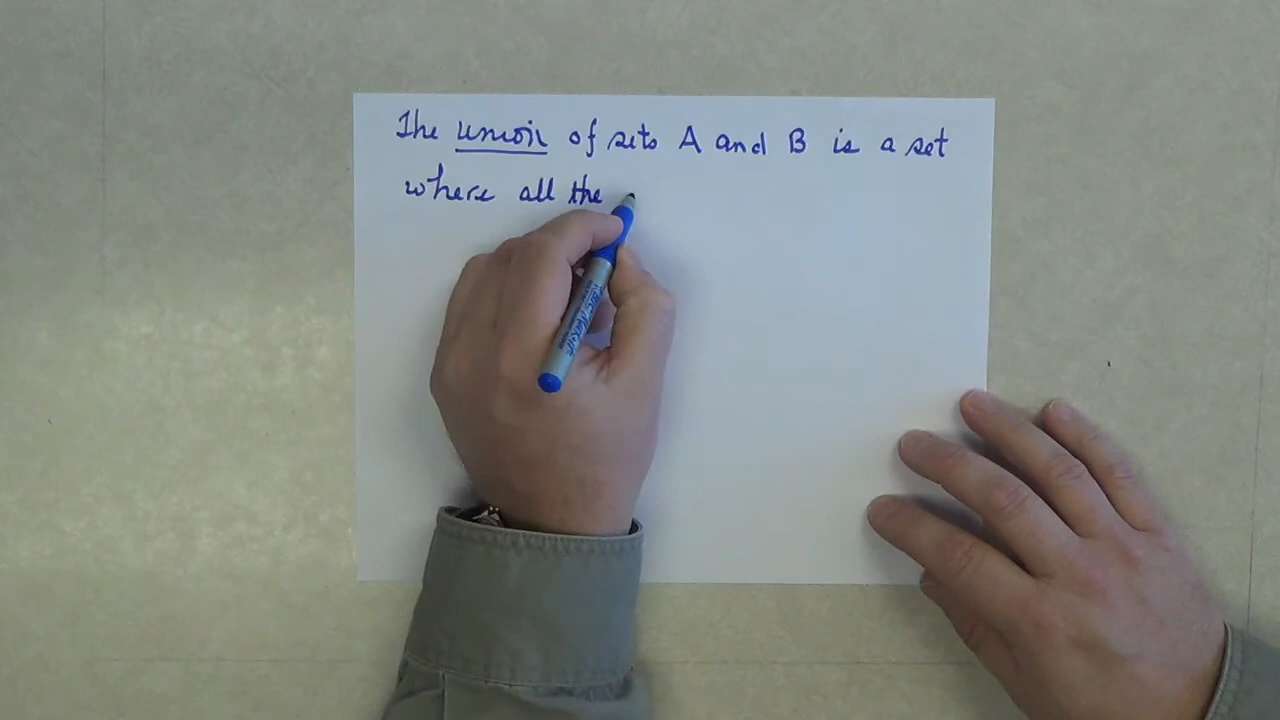 The union of sets A and B is a set
where all the